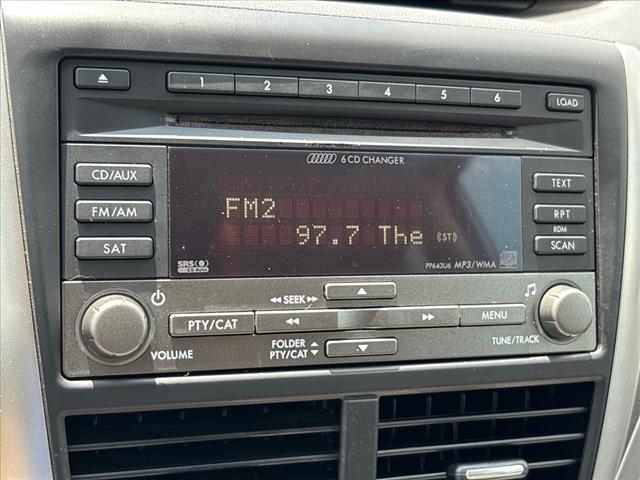 1 2 3 4 5 6 LOAD
6 CD CHANGER
CD/AUX TEXT
FM2
FM/AM RPT
97.7 The (ST)
RDM
SAT SCAN
SRS
CD Auto
PP643U6 MP3/WMA
SEEK
PTY/CAT MENU
VOLUME FOLDER TUNE/TRACK
PTY/CAT